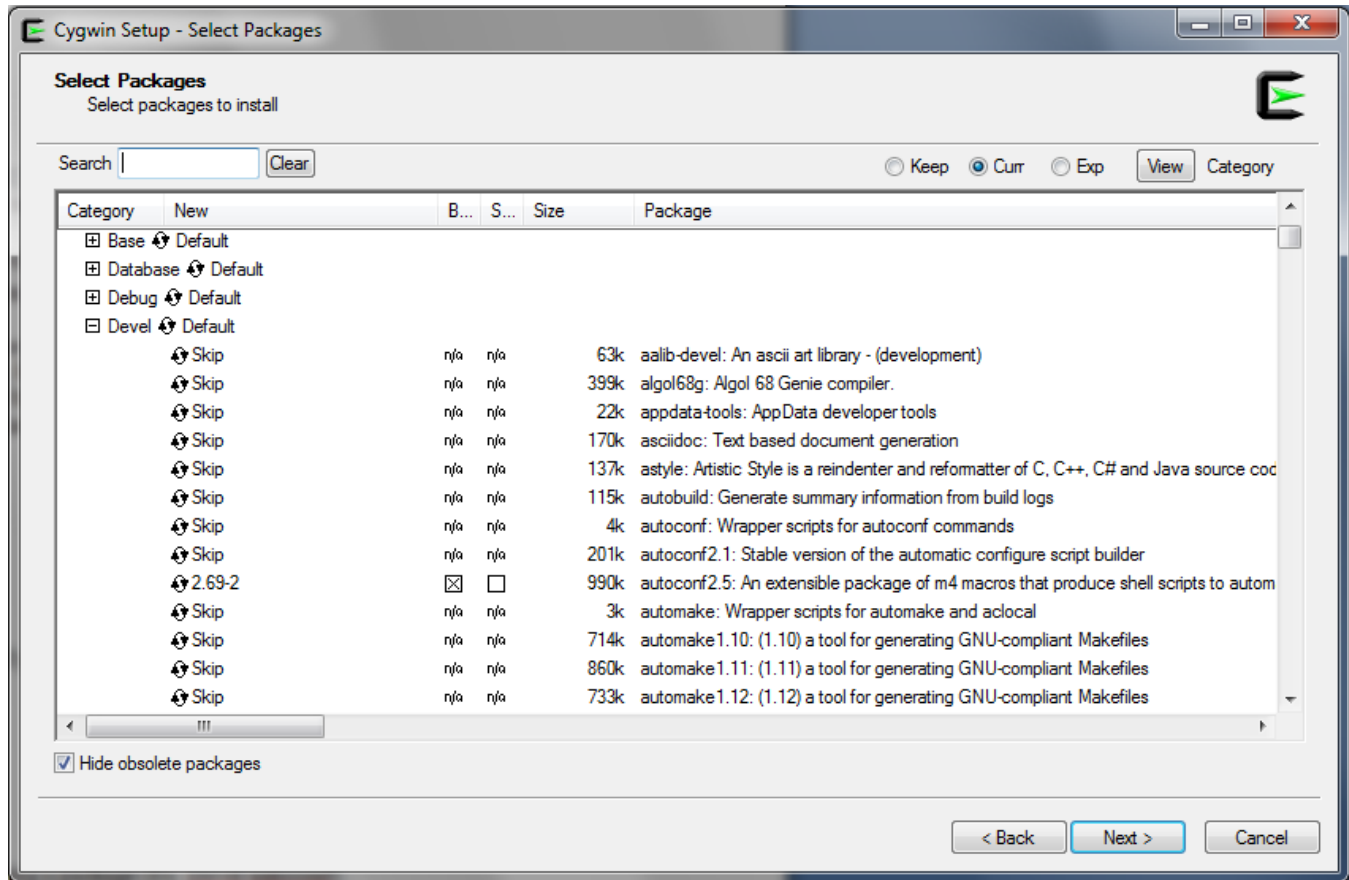 Cygwin Setup - Select Packages
Select Packages
Select packages to install
Search Clear Keep Curr Exp View Category
Category New B... S... Size Package
Base Default
Database Default
Debug Default
Devel Default
Skip n/a n/a 63k aalib-devel: An ascii art library - (development)
Skip n/a n/a 399k algol68g: Algol 68 Genie compiler.
Skip n/a n/a 22k appdata-tools: AppData developer tools
Skip n/a n/a 170k asciidoc: Text based document generation
Skip n/a n/a 137k astyle: Artistic Style is a reindenter and reformatter of C, C++, C# and Java source cod
Skip n/a n/a 115k autobuild: Generate summary information from build logs
Skip n/a n/a 4k autoconf: Wrapper scripts for autoconf commands
Skip n/a n/a 201k autoconf2.1: Stable version of the automatic configure script builder
2.69-2 990k autoconf2.5: An extensible package of m4 macros that produce shell scripts to autom
Skip n/a n/a 3k automake: Wrapper scripts for automake and aclocal
Skip n/a n/a 714k automake1.10: (1.10) a tool for generating GNU-compliant Makefiles
Skip n/a n/a 860k automake1.11: (1.11) a tool for generating GNU-compliant Makefiles
Skip n/a n/a 733k automake1.12: (1.12) a tool for generating GNU-compliant Makefiles
Hide obsolete packages
< Back Next > Cancel